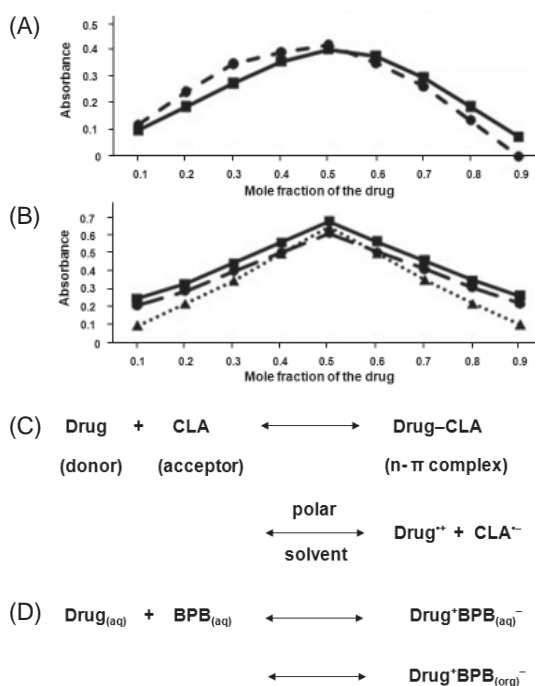 (A)
0.5
0.4
0.3
0.2
0.1
0
Absorbance
0.1 0.2 0.3 0.4 0.5 0.6 0.7 0.8 0.9
Mole fraction of the drug
(B)
0.7
0.6
0.5
0.4
0.3
0.2
0.1
0
Absorbance
0.1 0.2 0.3 0.4 0.5 0.6 0.7 0.8 0.9
Mole fraction of the drug
(C) Drug + CLA Drug–CLA
(donor) (acceptor) (n- π complex)
polar
solvent Drug•+ + CLA•–
(D) Drug(aq) + BPB(aq) Drug+BPB(aq)–
Drug+BPB(org)–